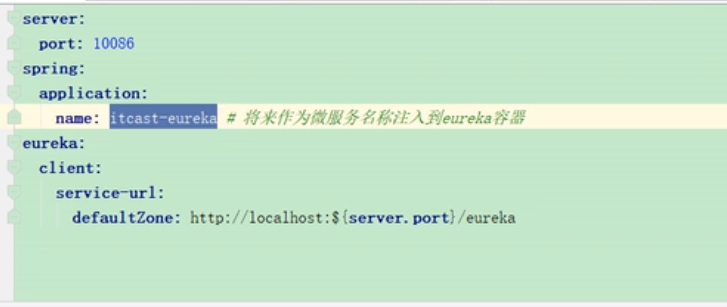 server:
port: 10086
spring:
application:
name: itcast-eureka # 将来作为微服务名称注入到eureka容器
eureka:
client:
service-url:
defaultZone: http://localhost:${server.port}/eureka